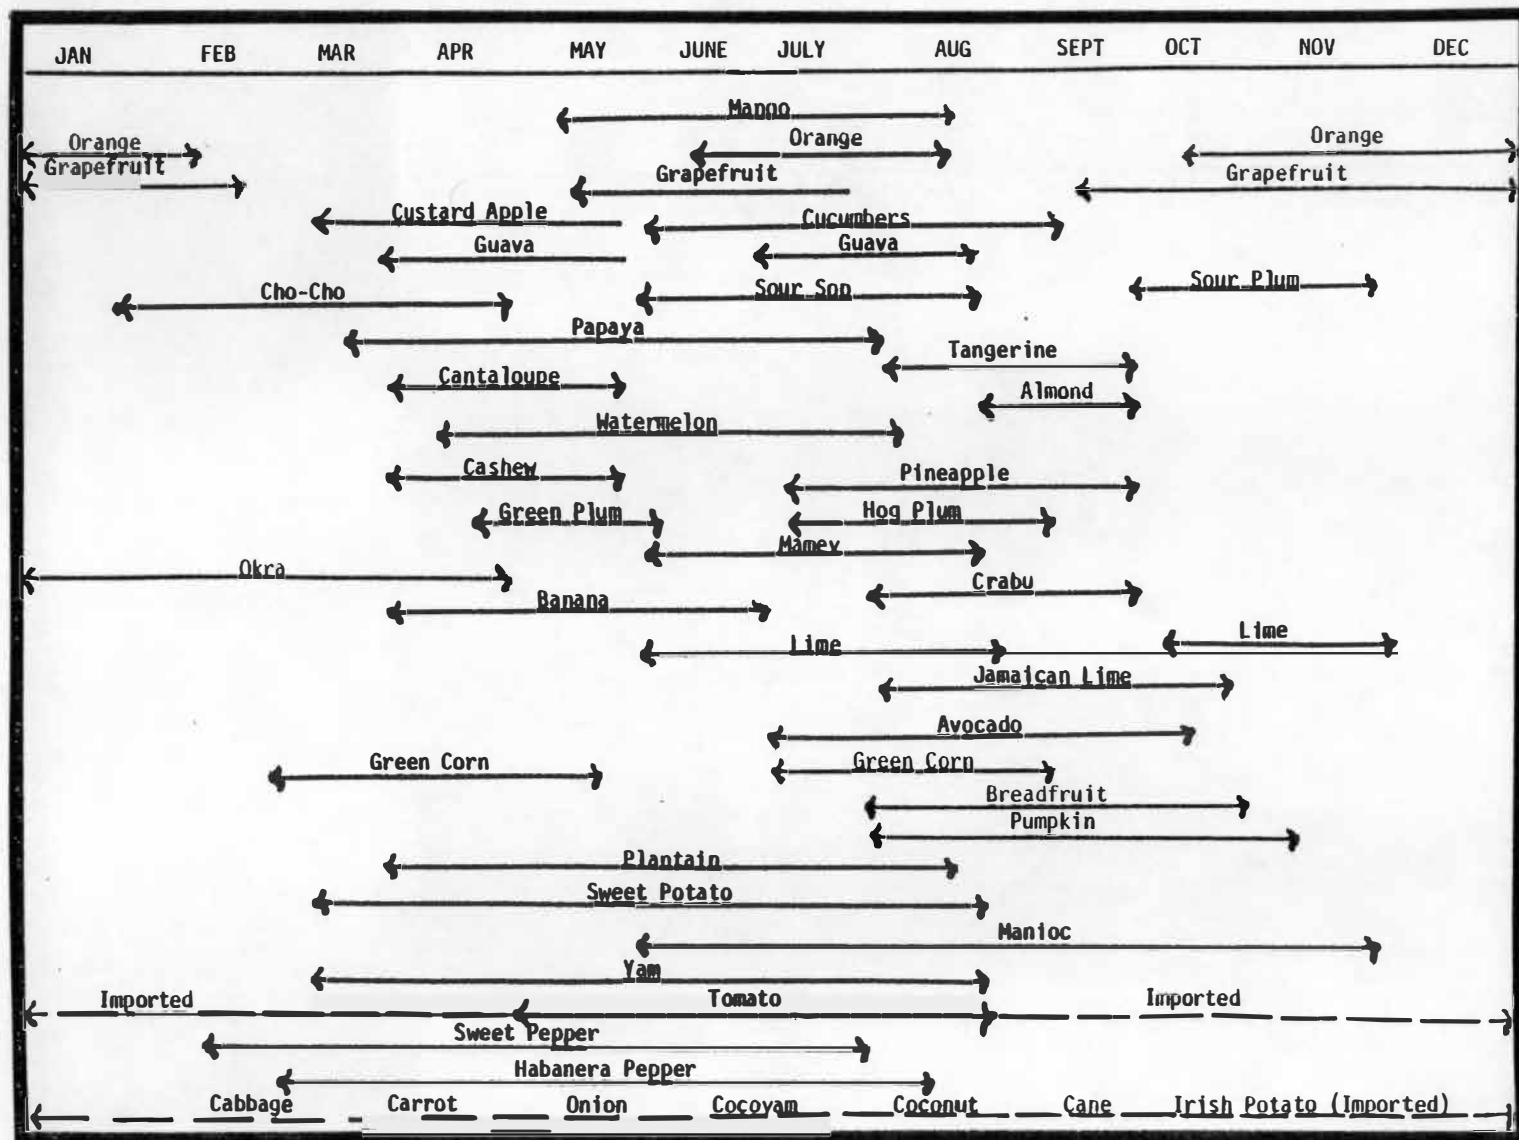 JAN FEB MAR APR MAY JUNE JULY AUG SEPT OCT NOV DEC
Mango
Orange Orange Orange
Grapefruit Grapefruit Grapefruit
Custard Apple Cucumbers
Guava Guava
Cho-Cho Sour Sop Sour Plum
Papaya
Tangerine
Cantaloupe Almond
Watermelon
Cashew Pineapple
Green Plum Hog Plum
Mamey
Okra Crabu
Banana
Lime Lime
Jamaican Lime
Avocado
Green Corn Green Corn
Breadfruit
Pumpkin
Plantain
Sweet Potato
Manioc
Yam
Imported Tomato Imported
Sweet Pepper
Habanera Pepper
Cabbage Carrot Onion Cocoyam Coconut Cane Irish Potato (Imported)